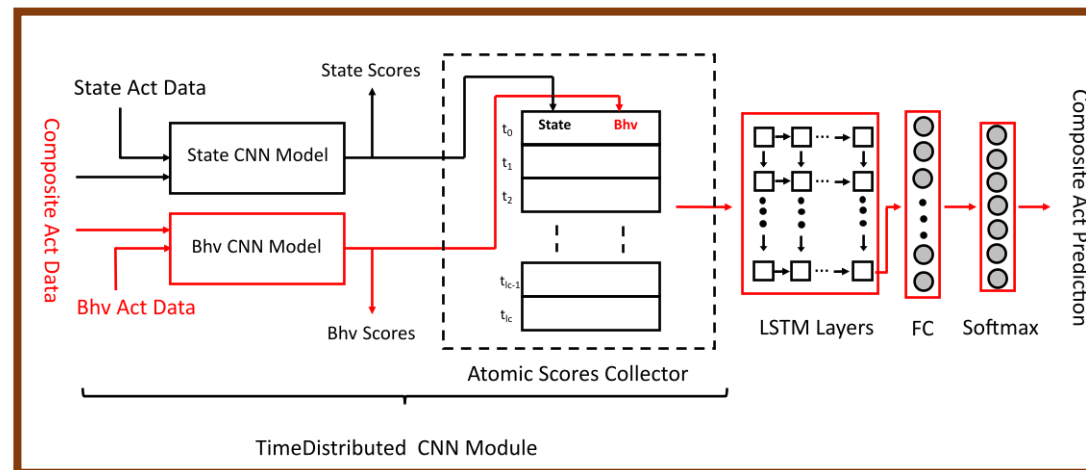 State Scores
State Act Data
Composite Act Data
State CNN Model
Bhv CNN Model
Bhv Act Data
Bhv Scores
State Bhv
t0
t1
t2
tlc-1
tlc
Atomic Scores Collector
TimeDistributed CNN Module
LSTM Layers
FC
Softmax
Composite Act Prediction